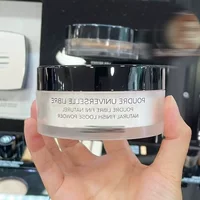 POUDRE UNIVERSELLE LIBRE
POUDRE LIBRE FINI NATUREL
NATURAL FINISH LOOSE POWDER